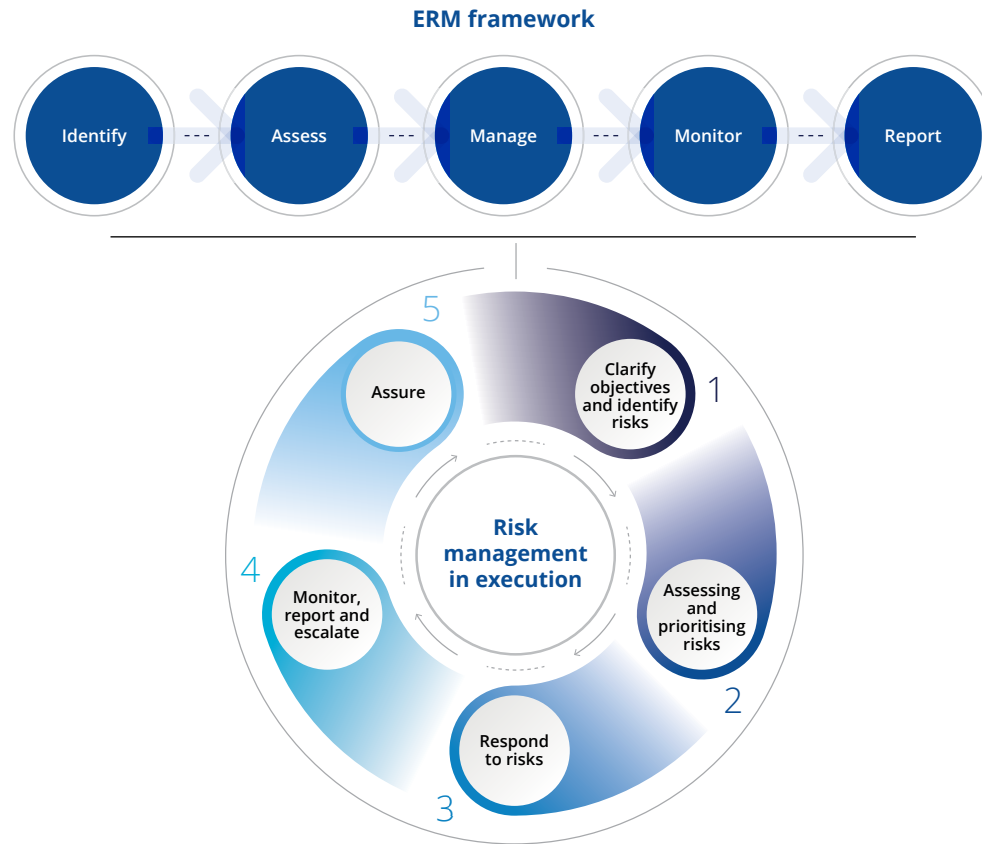 ERM framework
Identify
Assess
Manage
Monitor
Report
5
Assure
Clarify
objectives
and identify
risks
1
Risk
management
in execution
4
Monitor,
report and
escalate
Assessing
and
prioritising
risks
2
Respond
to risks
3